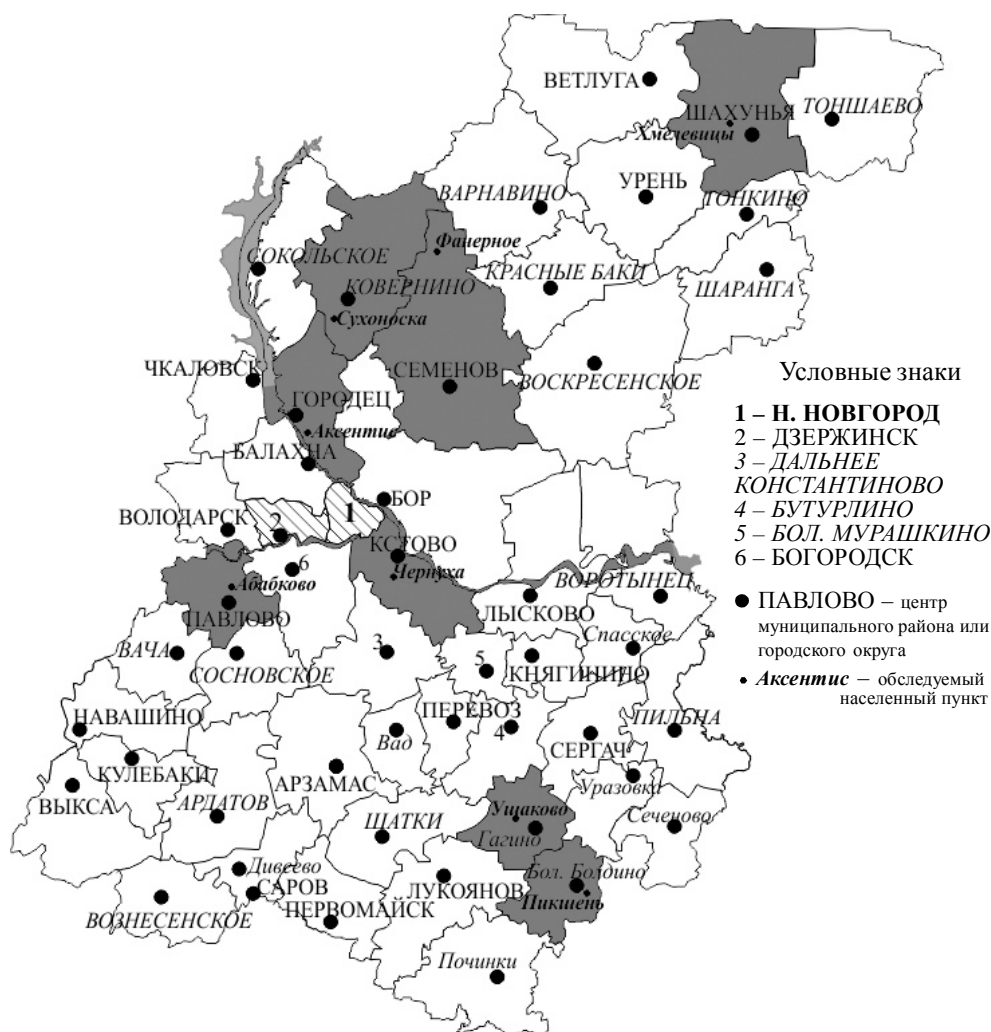 ВЕТЛУГА
ШАХУНЬЯ
ТОНШАЕВО
Хмелевицы
ВАРНАВИНО
УРЕНЬ
ТОНКИНО
Фанерное
СОКОЛЬСКОЕ
КОВЕРНИНО
КРАСНЫЕ БАКИ
ШАРАНГА
Сухоноска
ЧКАЛОВСК
СЕМЕНОВ
ВОСКРЕСЕНСКОЕ
ГОРОДЕЦ
Аксентис
БАЛАХНА
БОР
ВОЛОДАРСК
2
1
КСТОВО
6
Чернуха
Абабково
ВОРОТЫНЕЦ
ПАВЛОВО
ЛЫСКОВО
Спасское
ВАЧА
СОСНОВСКОЕ
3
5
КНЯГИНИНО
НАВАШИНО
ПЕРЕВОЗ
4
ПИЛЬНА
Вад
СЕРГАЧ
КУЛЕБАКИ
ВЫКСА
АРДАТОВ
АРЗАМАС
Уразовка
Ушаково
Гагино
Сеченово
ШАТКИ
Дивеево
САРОВ
Бол. Болдино
ЛУКОЯНОВ
Пикшень
ВОЗНЕСЕНСКОЕ
ПЕРВОМАЙСК
Починки
Условные знаки
1 – Н. НОВГОРОД
2 – ДЗЕРЖИНСК
3 – ДАЛЬНЕЕ
КОНСТАНТИНОВО
4 – БУТУРЛИНО
5 – БОЛ. МУРАШКИНО
6 – БОГОРОДСК
ПАВЛОВО – центр
муниципального района или
городского округа
Аксентис – обследуемый
населенный пункт